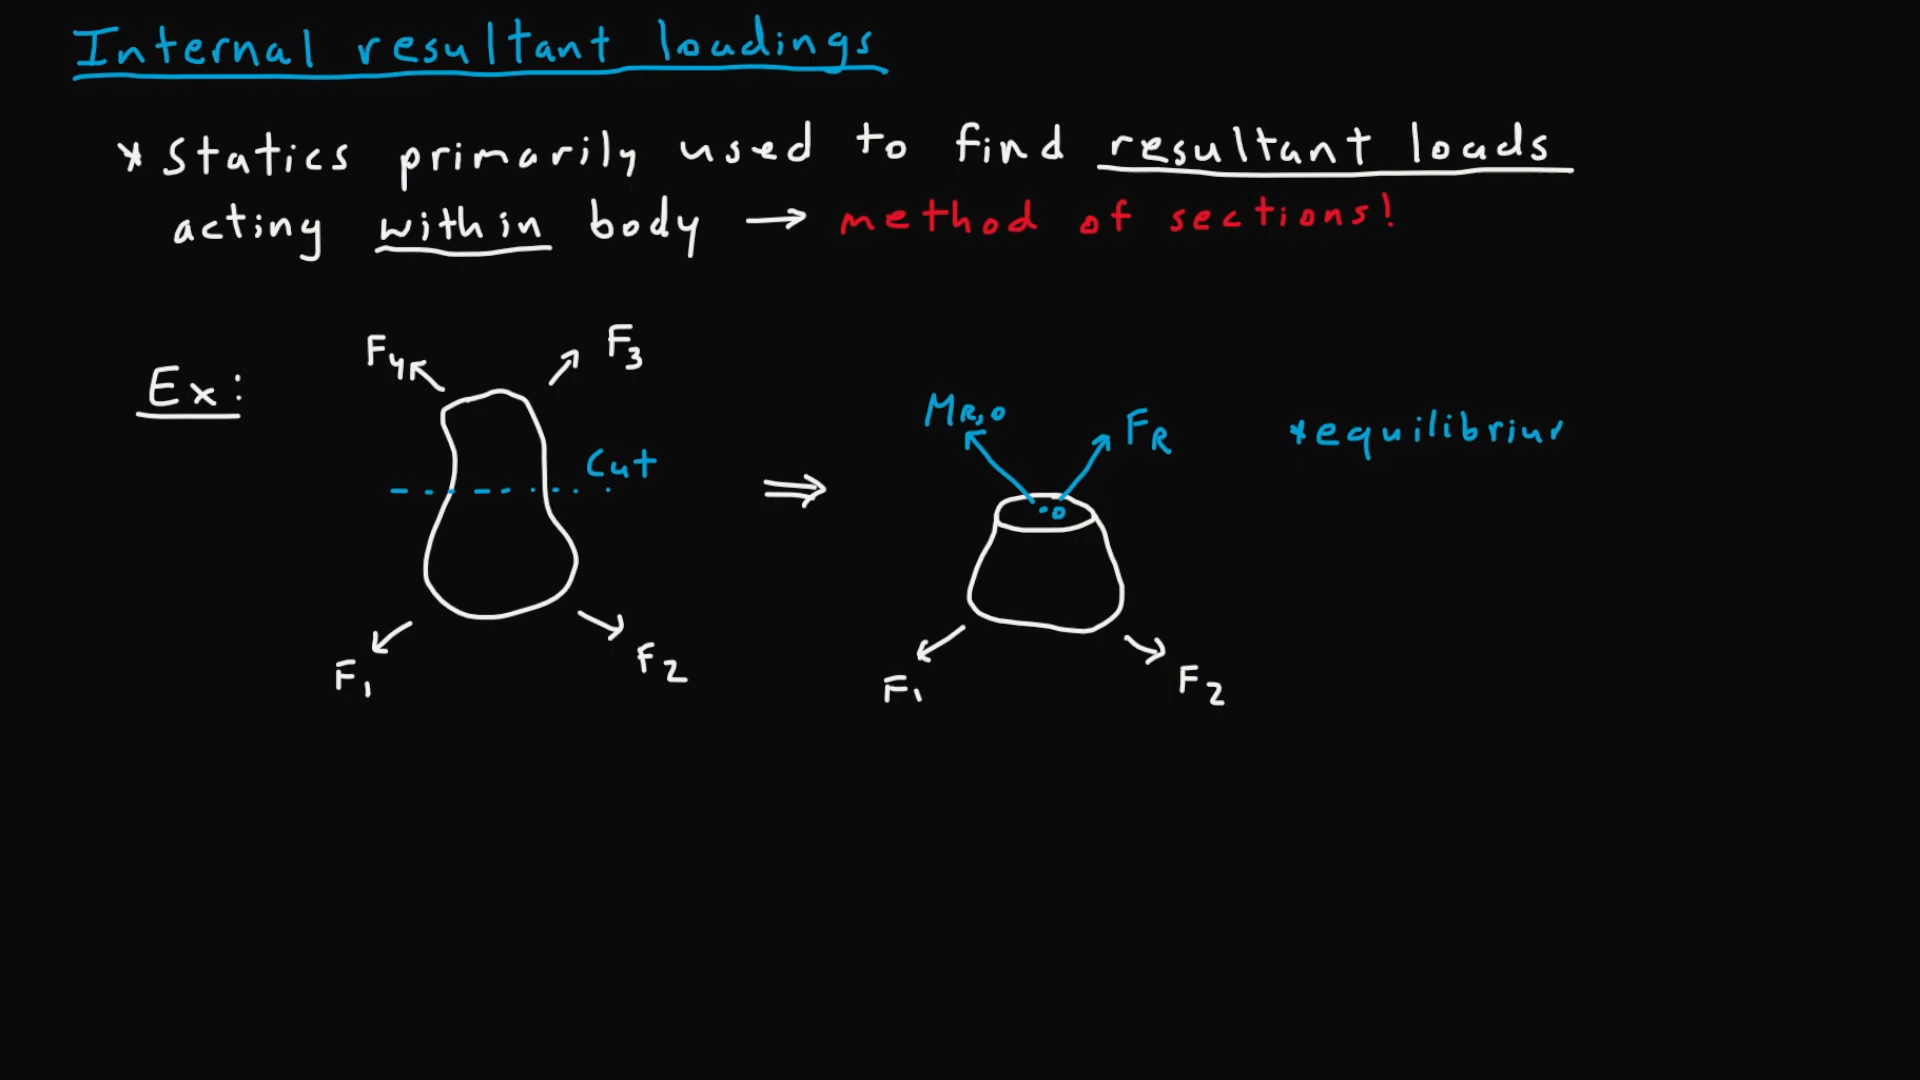 Internal resultant loadings
* Statics primarily used to find resultant loads
acting within body → method of sections!
Ex:
F4
F3
Cut
F1
F2
⇒
MR,o
FR
o
F1
F2
*equilibriu